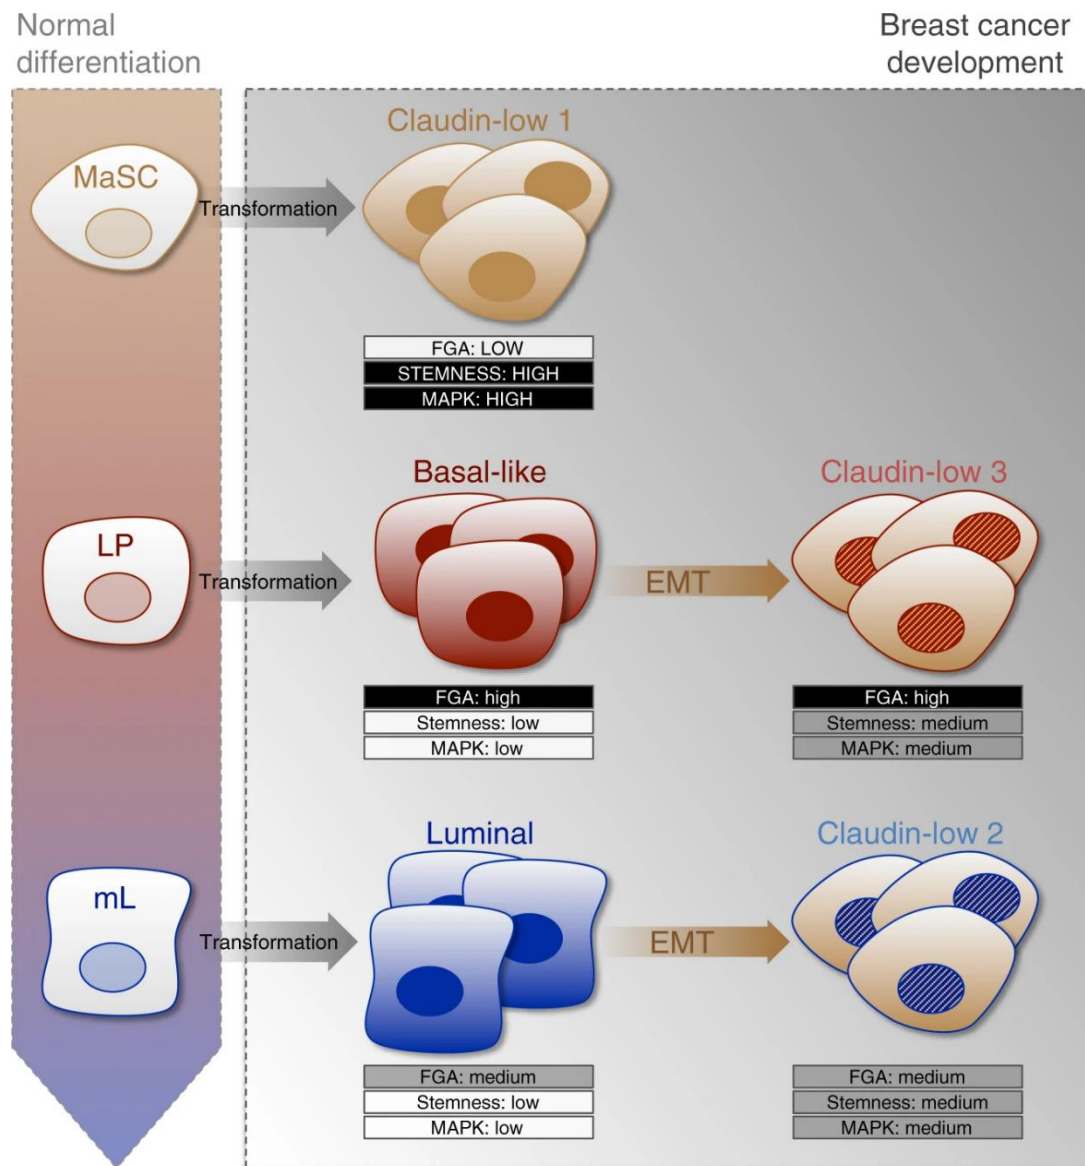 Normal
differentiation
Breast cancer
development
MaSC
Transformation
Claudin-low 1
FGA: LOW
STEMNESS: HIGH
MAPK: HIGH
LP
Transformation
Basal-like
EMT
Claudin-low 3
FGA: high
Stemness: low
MAPK: low
FGA: high
Stemness: medium
MAPK: medium
mL
Transformation
Luminal
EMT
Claudin-low 2
FGA: medium
Stemness: low
MAPK: low
FGA: medium
Stemness: medium
MAPK: medium